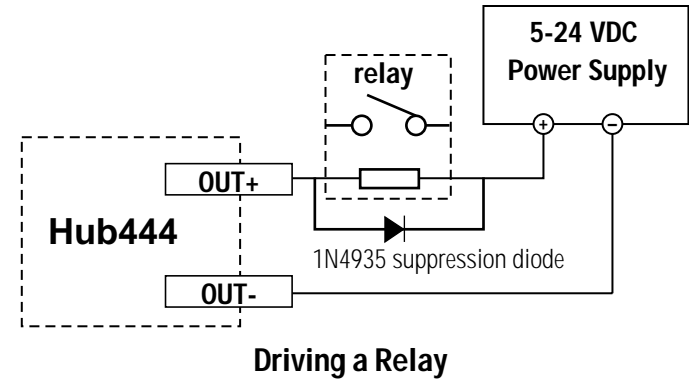 5-24 VDC
Power Supply
relay
+
−
OUT+
Hub444
1N4935 suppression diode
OUT-
Driving a Relay